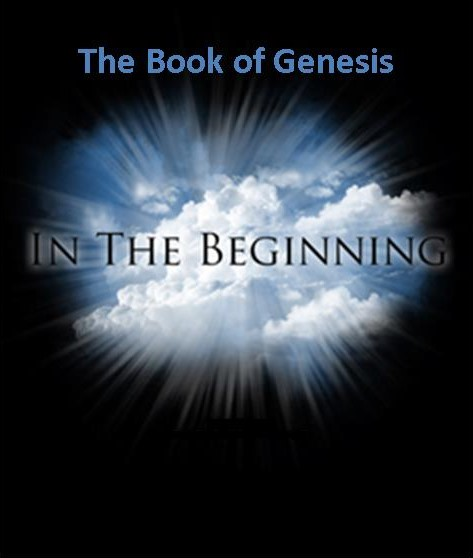 The Book of Genesis
IN THE BEGINNING